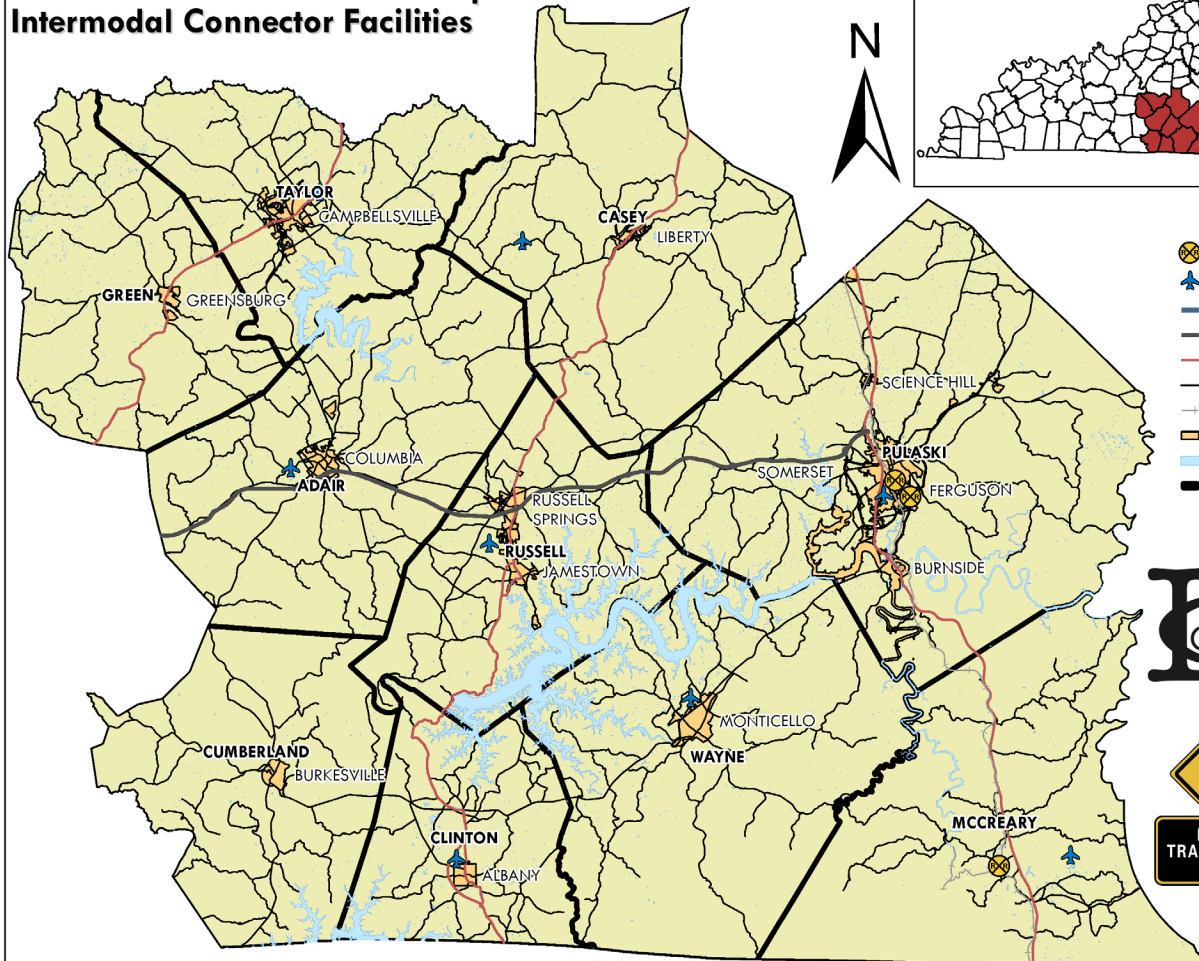 Intermodal Connector Facilities
N
TAYLOR
CAMPBELLSVILLE
CASEY
LIBERTY
GREEN
GREENSBURG
SCIENCE HILL
PULASKI
COLUMBIA
ADAIR
SOMERSET
FERGUSON
RUSSELL
SPRINGS
RUSSELL
JAMESTOWN
BURNSIDE
MONTICELLO
WAYNE
CUMBERLAND
BURKESVILLE
MCCREARY
CLINTON
ALBANY
TRA